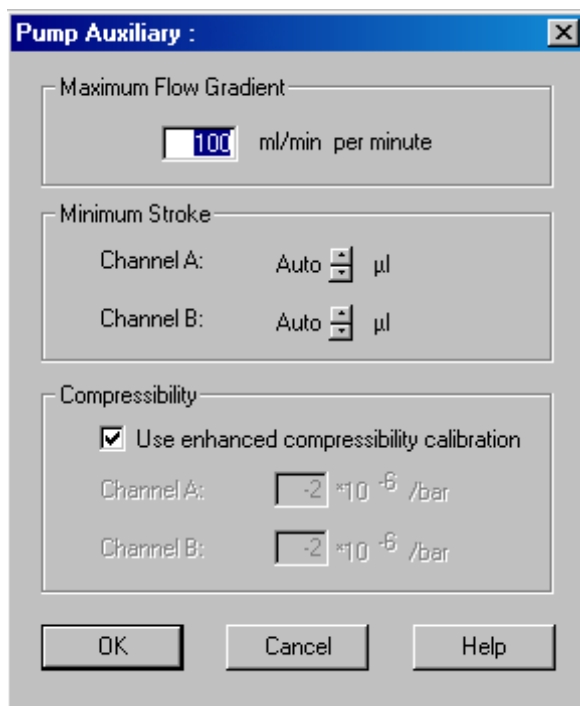 Pump Auxiliary :
Maximum Flow Gradient
100 ml/min per minute
Minimum Stroke
Channel A: Auto µl
Channel B: Auto µl
Compressibility
Use enhanced compressibility calibration
Channel A: -2 *10 -6 /bar
Channel B: -2 *10 -6 /bar
OK Cancel Help